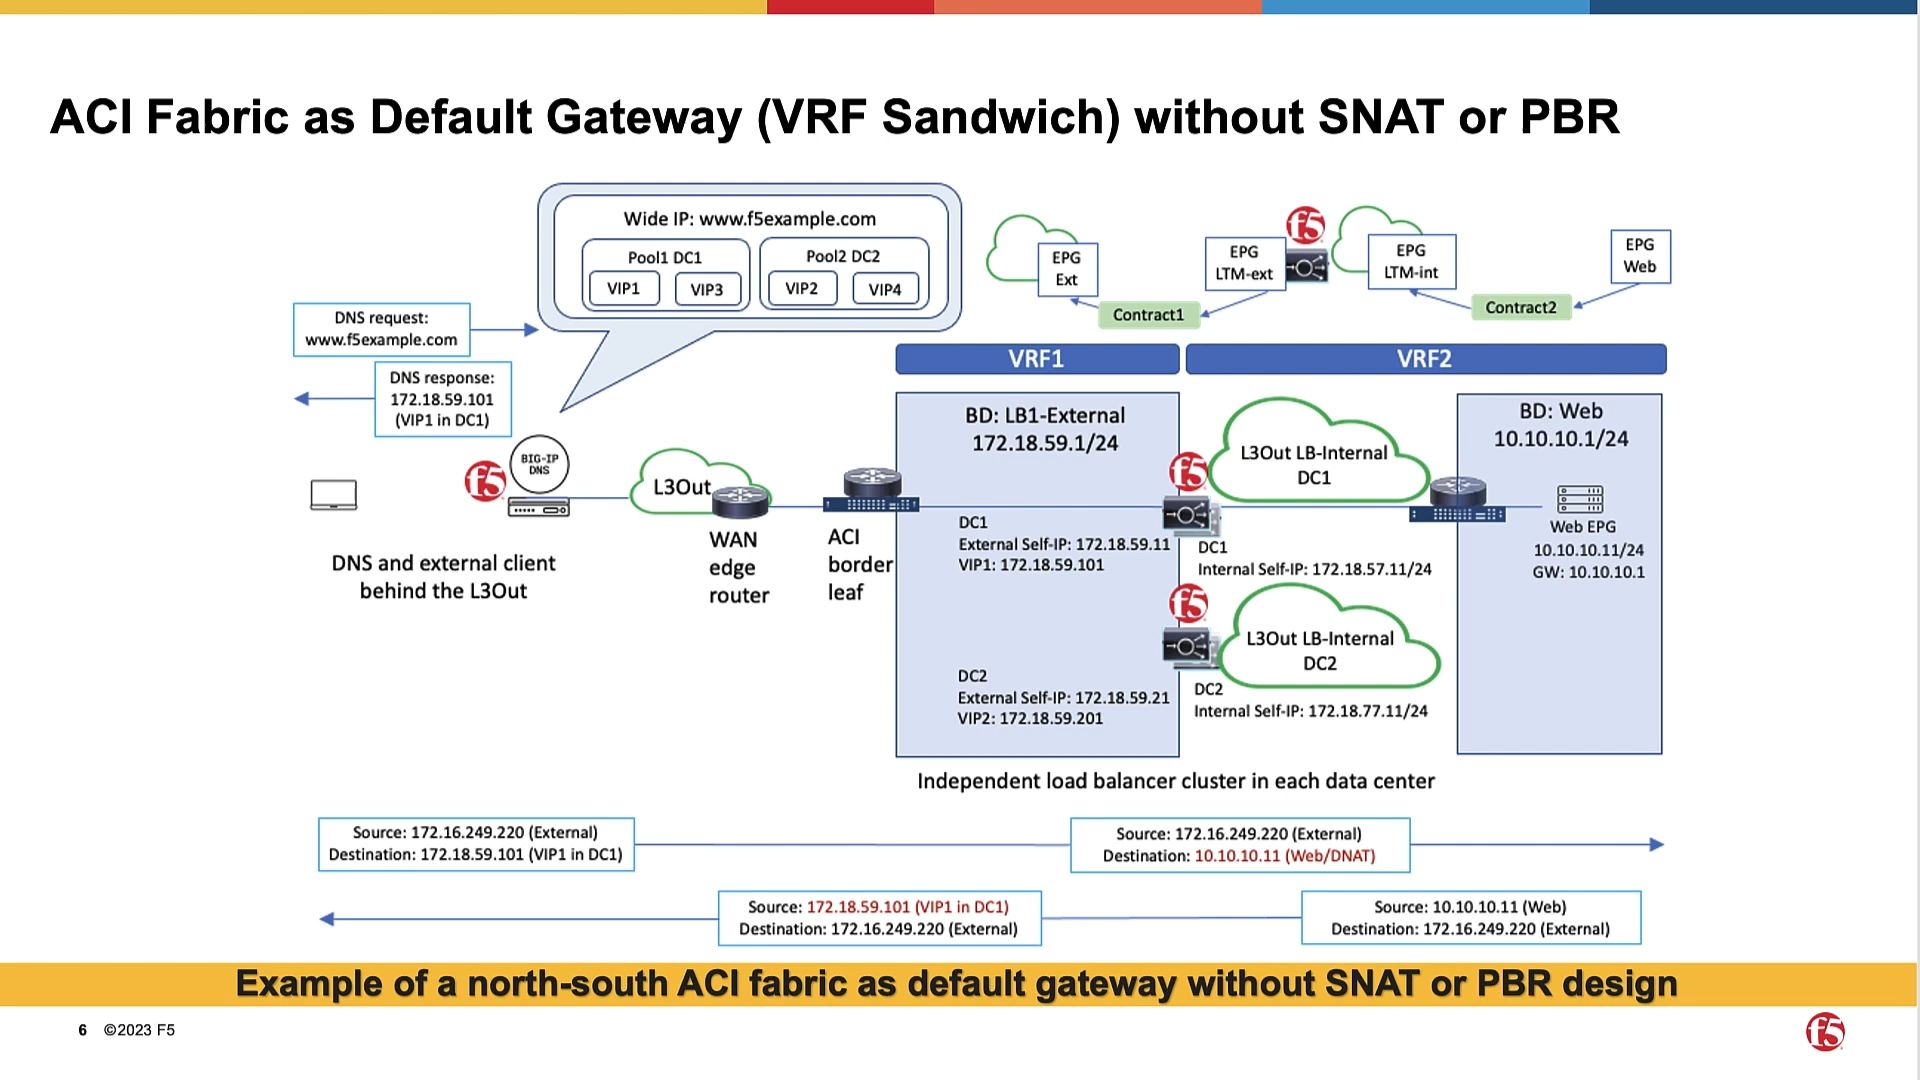 ACI Fabric as Default Gateway (VRF Sandwich) without SNAT or PBR
Wide IP: www.f5example.com
Pool1 DC1
VIP1
VIP3
Pool2 DC2
VIP2
VIP4
DNS request:
www.f5example.com
DNS response:
172.18.59.101
(VIP1 in DC1)
EPG
Ext
Contract1
EPG
LTM-ext
f5
EPG
LTM-int
Contract2
EPG
Web
VRF1
VRF2
f5
BIG-IP
DNS
DNS and external client
behind the L3Out
L3Out
WAN
edge
router
ACI
border
leaf
BD: LB1-External
172.18.59.1/24
DC1
External Self-IP: 172.18.59.11
VIP1: 172.18.59.101
DC2
External Self-IP: 172.18.59.21
VIP2: 172.18.59.201
f5
L3Out LB-Internal
DC1
DC1
Internal Self-IP: 172.18.57.11/24
f5
L3Out LB-Internal
DC2
DC2
Internal Self-IP: 172.18.77.11/24
BD: Web
10.10.10.1/24
Web EPG
10.10.10.11/24
GW: 10.10.10.1
Independent load balancer cluster in each data center
Source: 172.16.249.220 (External)
Destination: 172.18.59.101 (VIP1 in DC1)
Source: 172.16.249.220 (External)
Destination: 10.10.10.11 (Web/DNAT)
Source: 172.18.59.101 (VIP1 in DC1)
Destination: 172.16.249.220 (External)
Source: 10.10.10.11 (Web)
Destination: 172.16.249.220 (External)
Example of a north-south ACI fabric as default gateway without SNAT or PBR design
6 ©2023 F5
f5